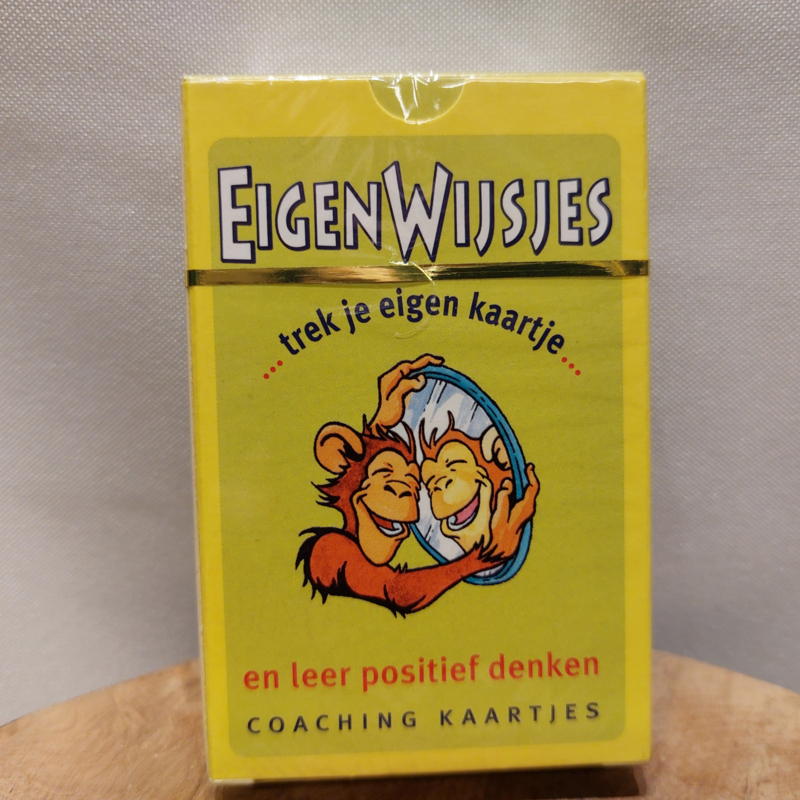 EIGENWIJSJES
...trek je eigen kaartje...
en leer positief denken
COACHING KAARTJES